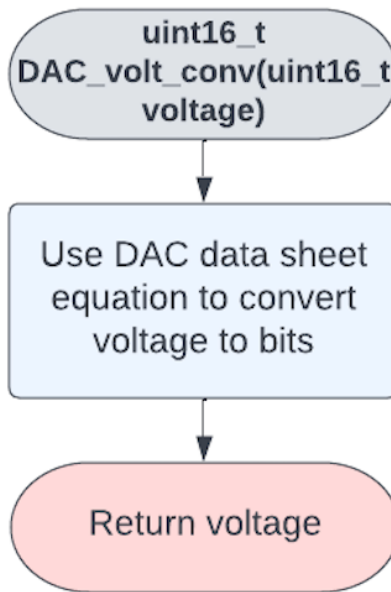 uint16_t
DAC_volt_conv(uint16_t
voltage)
Use DAC data sheet
equation to convert
voltage to bits
Return voltage